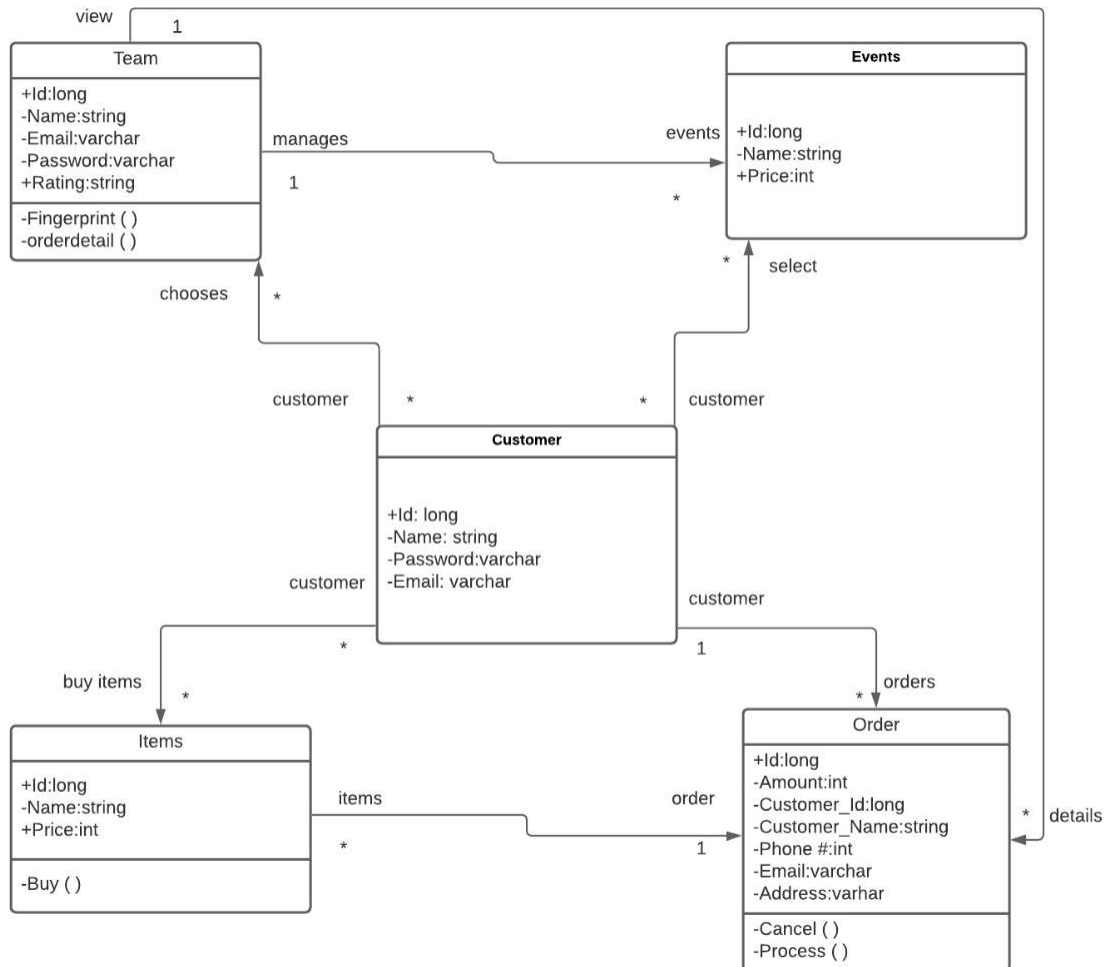 view
1
Team
+Id:long
-Name:string
-Email:varchar
-Password:varchar
+Rating:string
-Fingerprint ( )
-orderdetail ( )
manages
1
events
*
Events
+Id:long
-Name:string
+Price:int
chooses
*
*
select
customer
*
*
customer
Customer
+Id: long
-Name: string
-Password:varchar
-Email: varchar
customer
*
customer
1
buy items
*
*
orders
Items
+Id:long
-Name:string
+Price:int
-Buy ( )
items
*
order
1
Order
+Id:long
-Amount:int
-Customer_Id:long
-Customer_Name:string
-Phone #:int
-Email:varchar
-Address:varhar
-Cancel ( )
-Process ( )
*
details